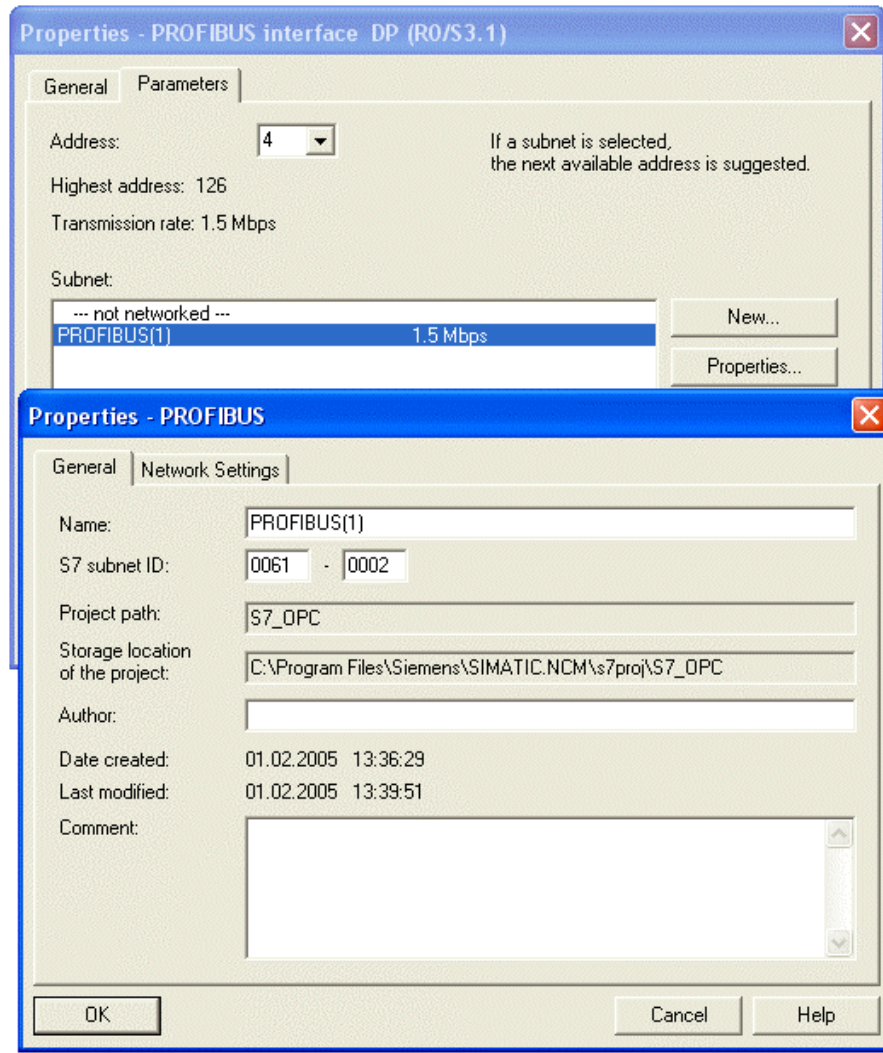 Properties - PROFIBUS interface DP (R0/S3.1)
General Parameters
Address: 4
If a subnet is selected,
the next available address is suggested.
Highest address: 126
Transmission rate: 1.5 Mbps
Subnet:
--- not networked ---
PROFIBUS(1) 1.5 Mbps
New...
Properties...
Properties - PROFIBUS
General Network Settings
Name: PROFIBUS(1)
S7 subnet ID: 0061 - 0002
Project path: S7_OPC
Storage location
of the project: C:\Program Files\Siemens\SIMATIC.NCM\s7proj\S7_OPC
Author:
Date created: 01.02.2005 13:36:29
Last modified: 01.02.2005 13:39:51
Comment:
OK Cancel Help